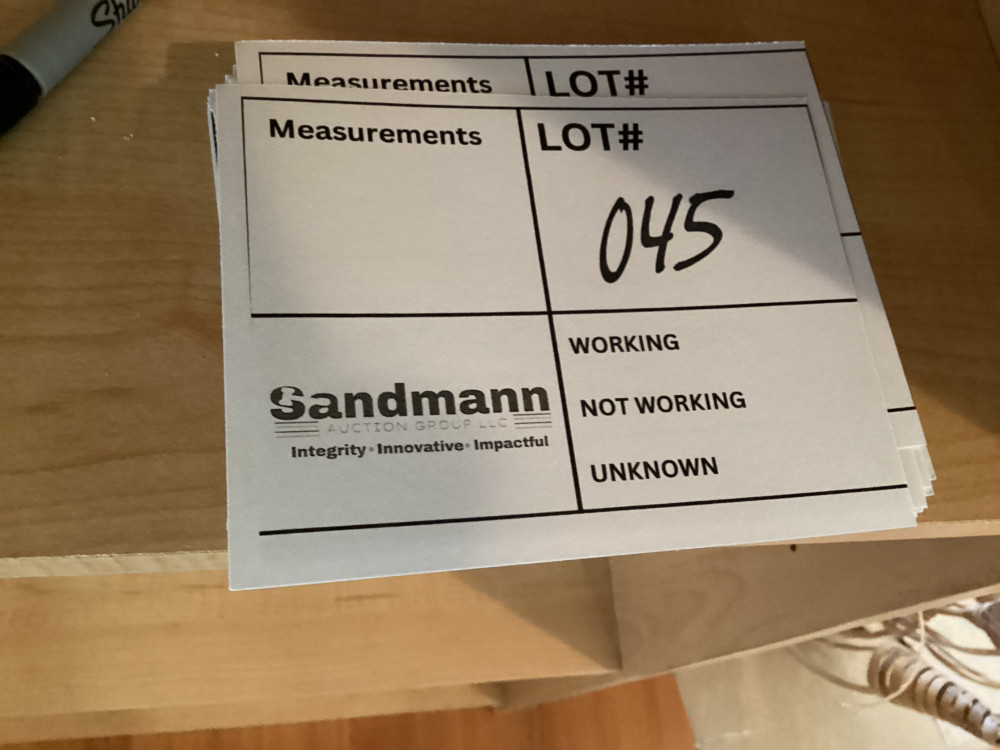 Measurements LOT#
Measurements LOT#
045
WORKING
NOT WORKING
UNKNOWN
Sandmann
AUCTION GROUP LLC
Integrity • Innovative • Impactful